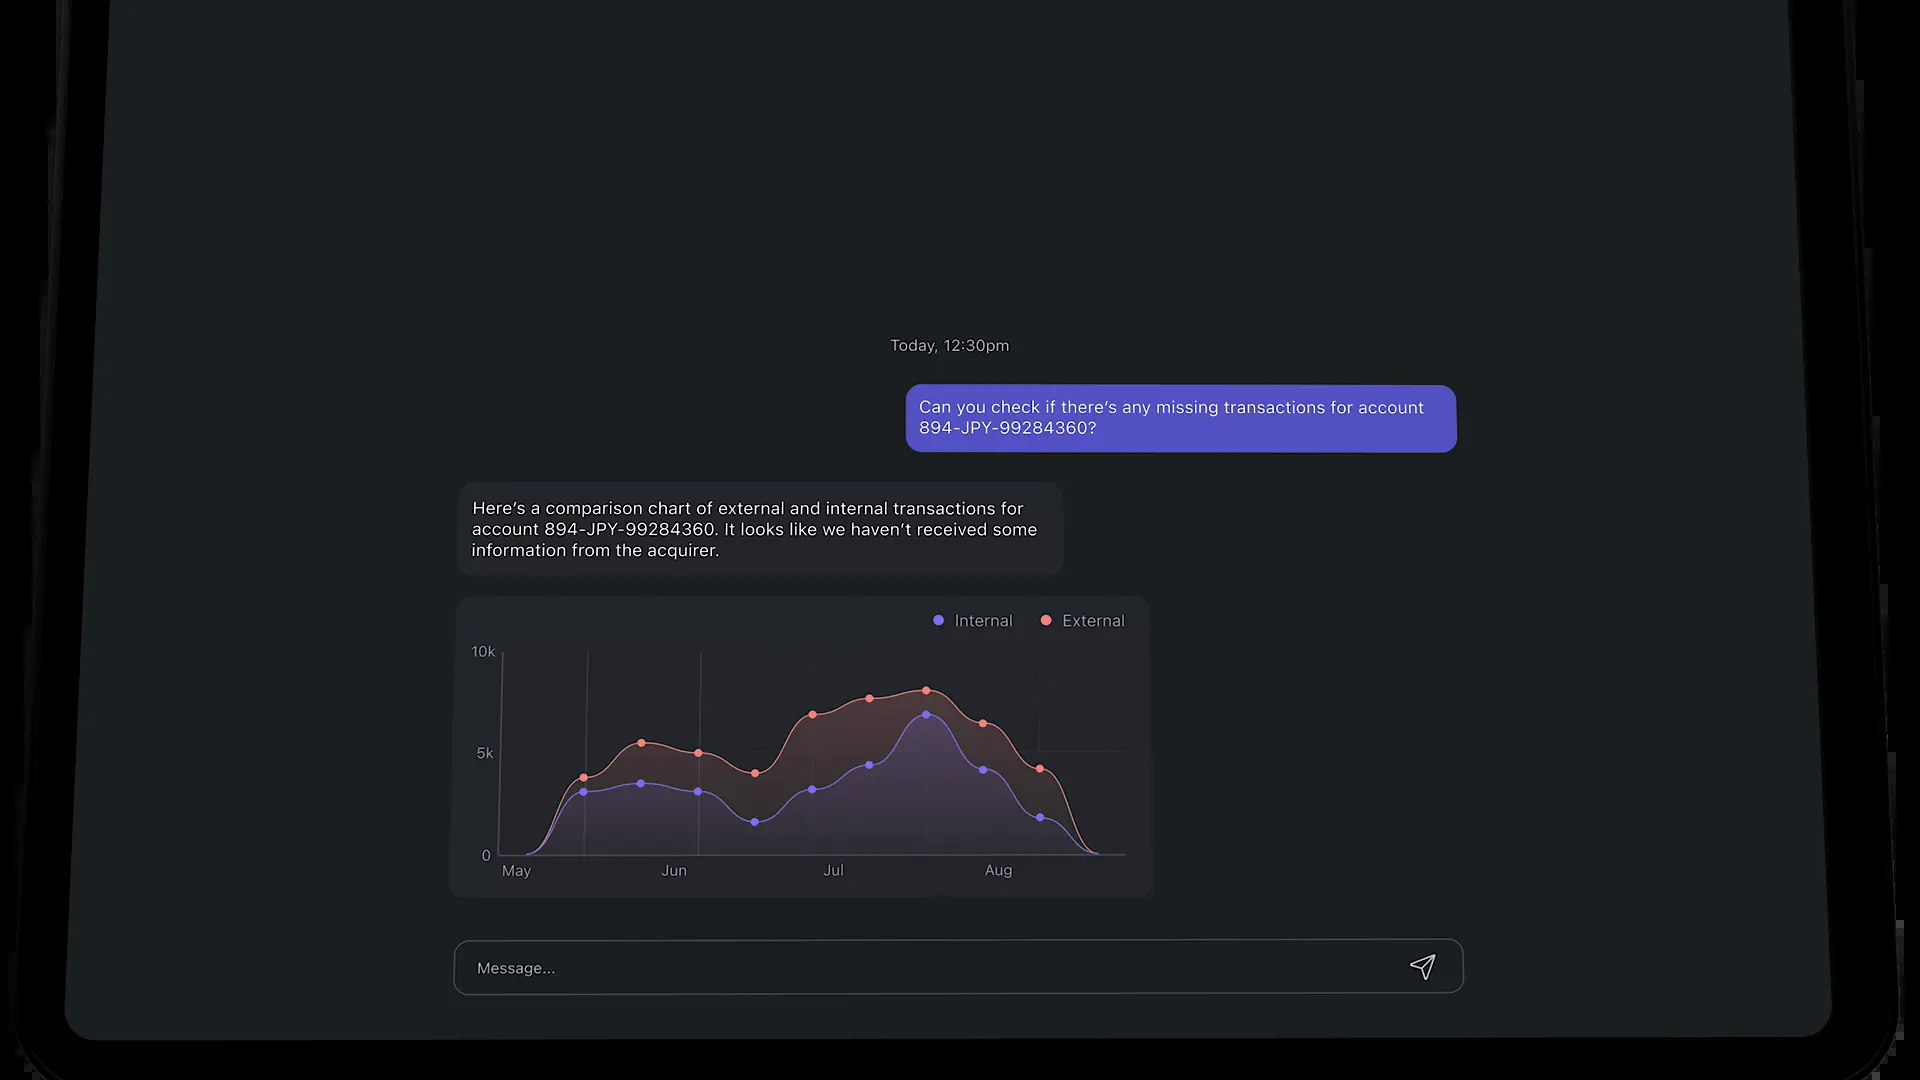 Today, 12:30pm
Can you check if there’s any missing transactions for account
894-JPY-99284360?
Here’s a comparison chart of external and internal transactions for
account 894-JPY-99284360. It looks like we haven’t received some
information from the acquirer.
Internal External
10k
5k
0
May Jun Jul Aug
Message...